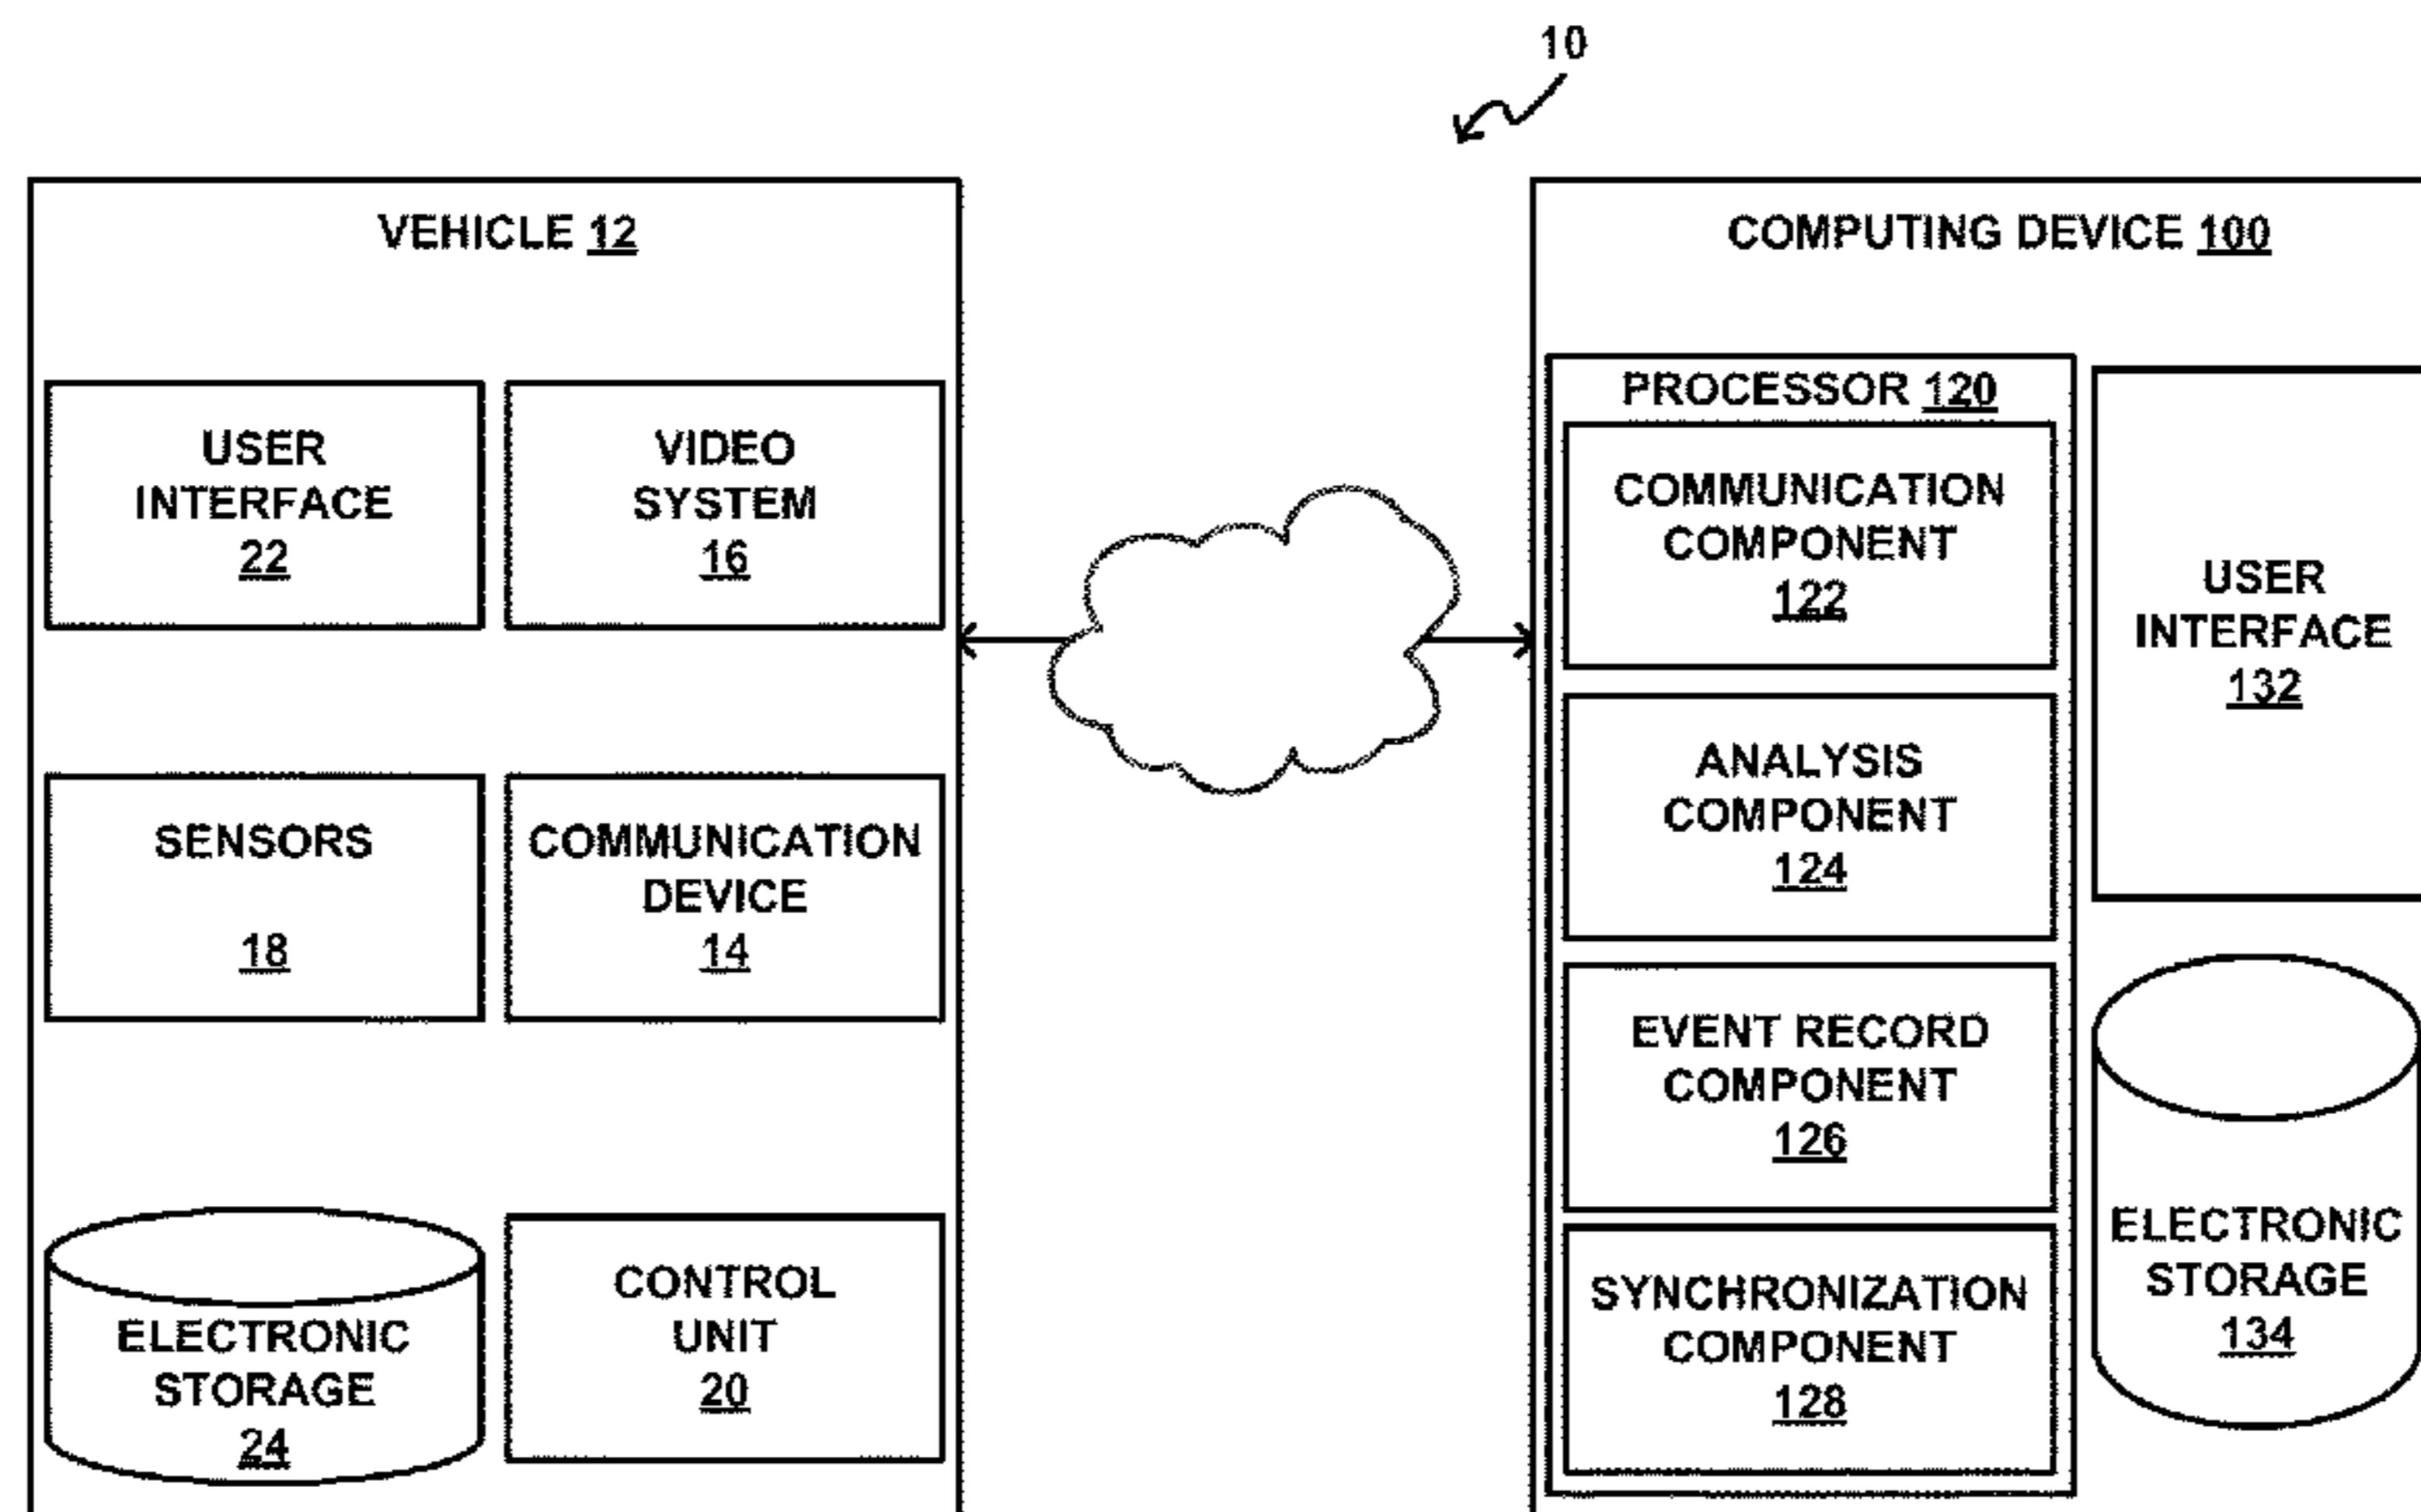 10
VEHICLE 12
USER
INTERFACE
22
VIDEO
SYSTEM
16
SENSORS
18
COMMUNICATION
DEVICE
14
ELECTRONIC
STORAGE
24
CONTROL
UNIT
20
COMPUTING DEVICE 100
PROCESSOR 120
COMMUNICATION
COMPONENT
122
ANALYSIS
COMPONENT
124
EVENT RECORD
COMPONENT
126
SYNCHRONIZATION
COMPONENT
128
USER
INTERFACE
132
ELECTRONIC
STORAGE
134